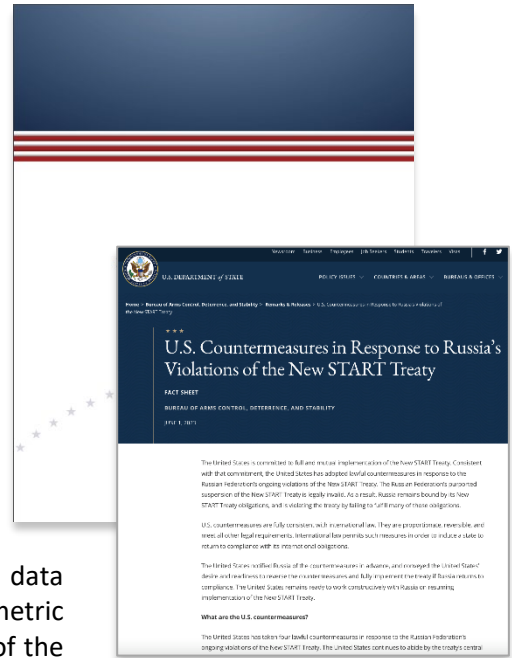 Newsroom Business Employees Job Seekers Students Travelers Visas
U.S. DEPARTMENT of STATE
POLICY ISSUES COUNTRIES & AREAS BUREAUS & OFFICES
Home > Bureau of Arms Control, Deterrence, and Stability > Remarks & Releases > U.S. Countermeasures in Response to Russia's Violations of
the New START Treaty
U.S. Countermeasures in Response to Russia's
Violations of the New START Treaty
FACT SHEET
BUREAU OF ARMS CONTROL, DETERRENCE, AND STABILITY
JUNE 1, 2023
The United States is committed to full and mutual implementation of the New START Treaty. Consistent
with that commitment, the United States has adopted lawful countermeasures in response to the
Russian Federation's ongoing violations of the New START Treaty. The Russian Federation's purported
suspension of the New START Treaty is legally invalid. As a result, Russia remains bound by its New
START Treaty obligations, and is violating the treaty by failing to fulfill many of those obligations.
U.S. countermeasures are fully consistent with international law. They are proportionate, reversible, and
meet all other legal requirements. International law permits such measures in order to induce a state to
return to compliance with its international obligations.
The United States notified Russia of the countermeasures in advance, and conveyed the United States'
desire and readiness to reverse the countermeasures and fully implement the treaty if Russia returns to
compliance. The United States remains ready to work constructively with Russia on resuming
implementation of the New START Treaty.
What are the U.S. countermeasures?
The United States has taken four lawful countermeasures in response to the Russian Federation's
ongoing violations of the New START Treaty. The United States continues to abide by the treaty's central
data
metric
of the